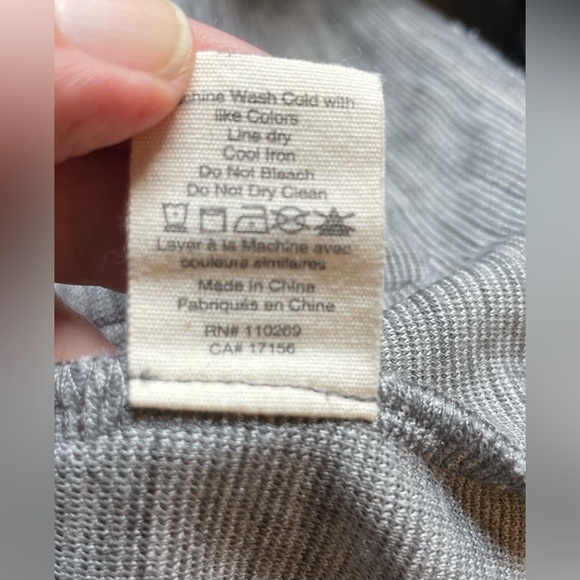 chine Wash Cold with
like Colors
Line dry
Cool Iron
Do Not Bleach
Do Not Dry Clean
Laver à la Machine avec
couleurs similaires
Made in China
Fabriqués en Chine
RN# 110269
CA# 17156